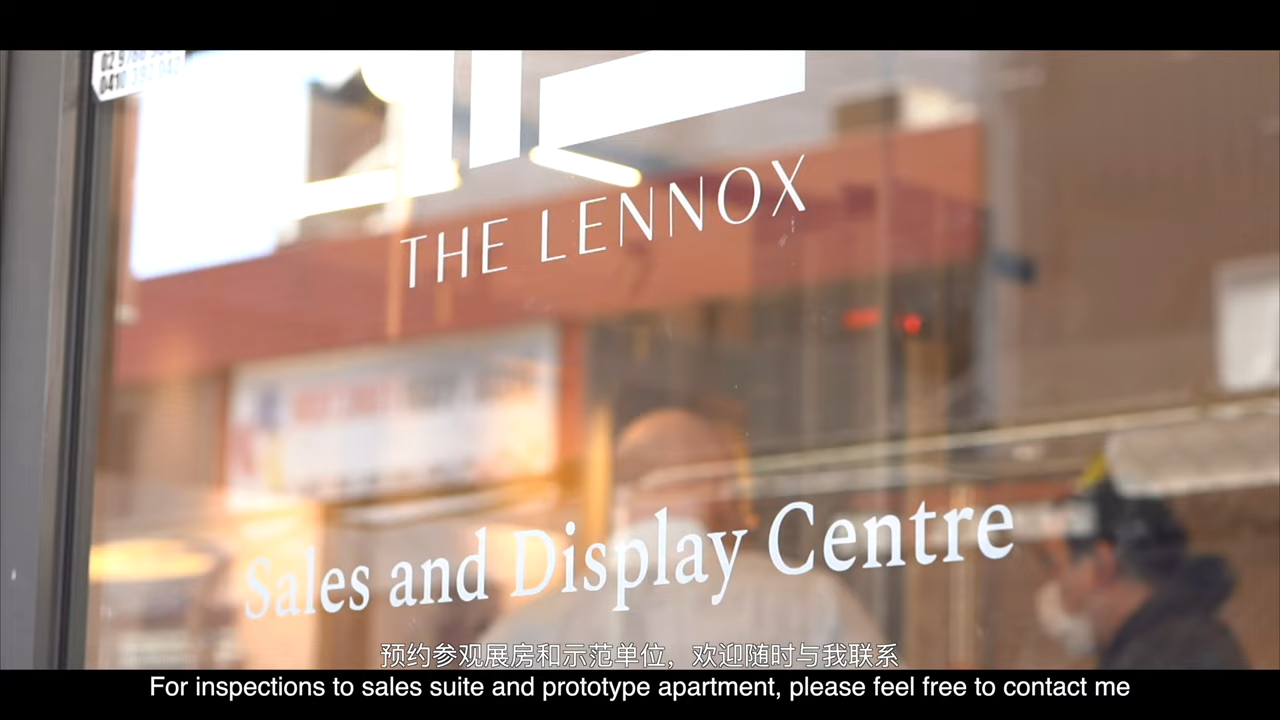 THE LENNOX
Sales and Display Centre
预约参观展房和示范单位，欢迎随时与我联系
For inspections to sales suite and prototype apartment, please feel free to contact me